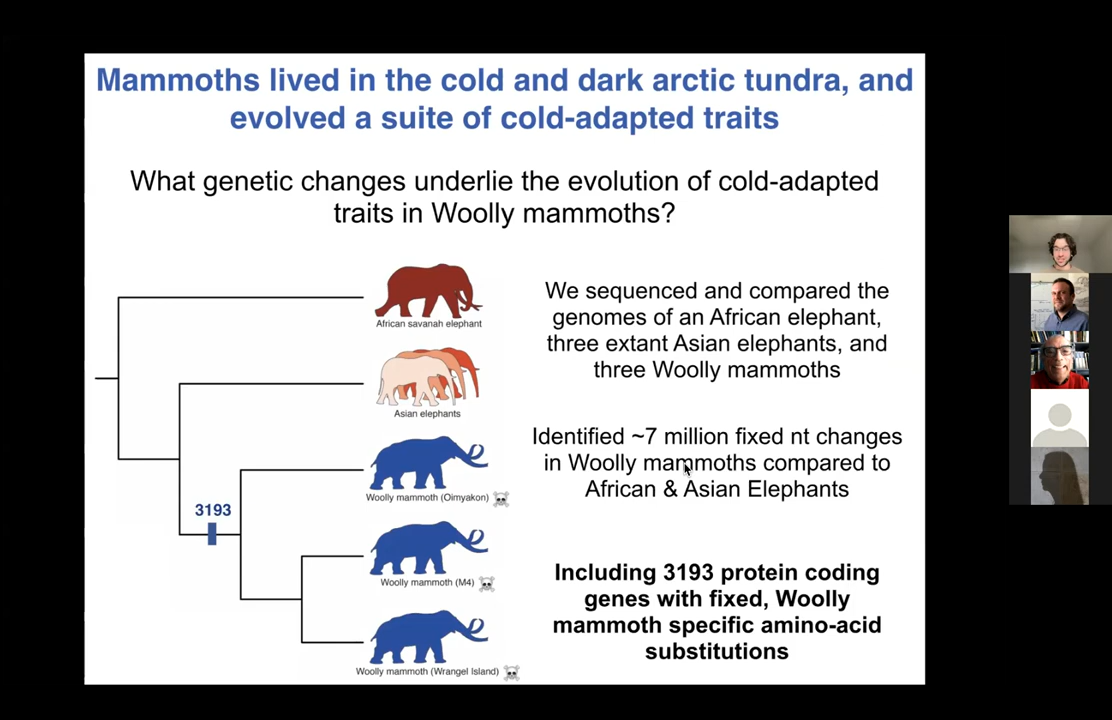 Mammoths lived in the cold and dark arctic tundra, and
evolved a suite of cold-adapted traits
What genetic changes underlie the evolution of cold-adapted
traits in Woolly mammoths?
African savanah elephant
Asian elephants
Woolly mammoth (Oimyakon)
3193
Woolly mammoth (M4)
Woolly mammoth (Wrangel Island)
We sequenced and compared the
genomes of an African elephant,
three extant Asian elephants, and
three Woolly mammoths
Identified ~7 million fixed nt changes
in Woolly mammoths compared to
African & Asian Elephants
Including 3193 protein coding
genes with fixed, Woolly
mammoth specific amino-acid
substitutions